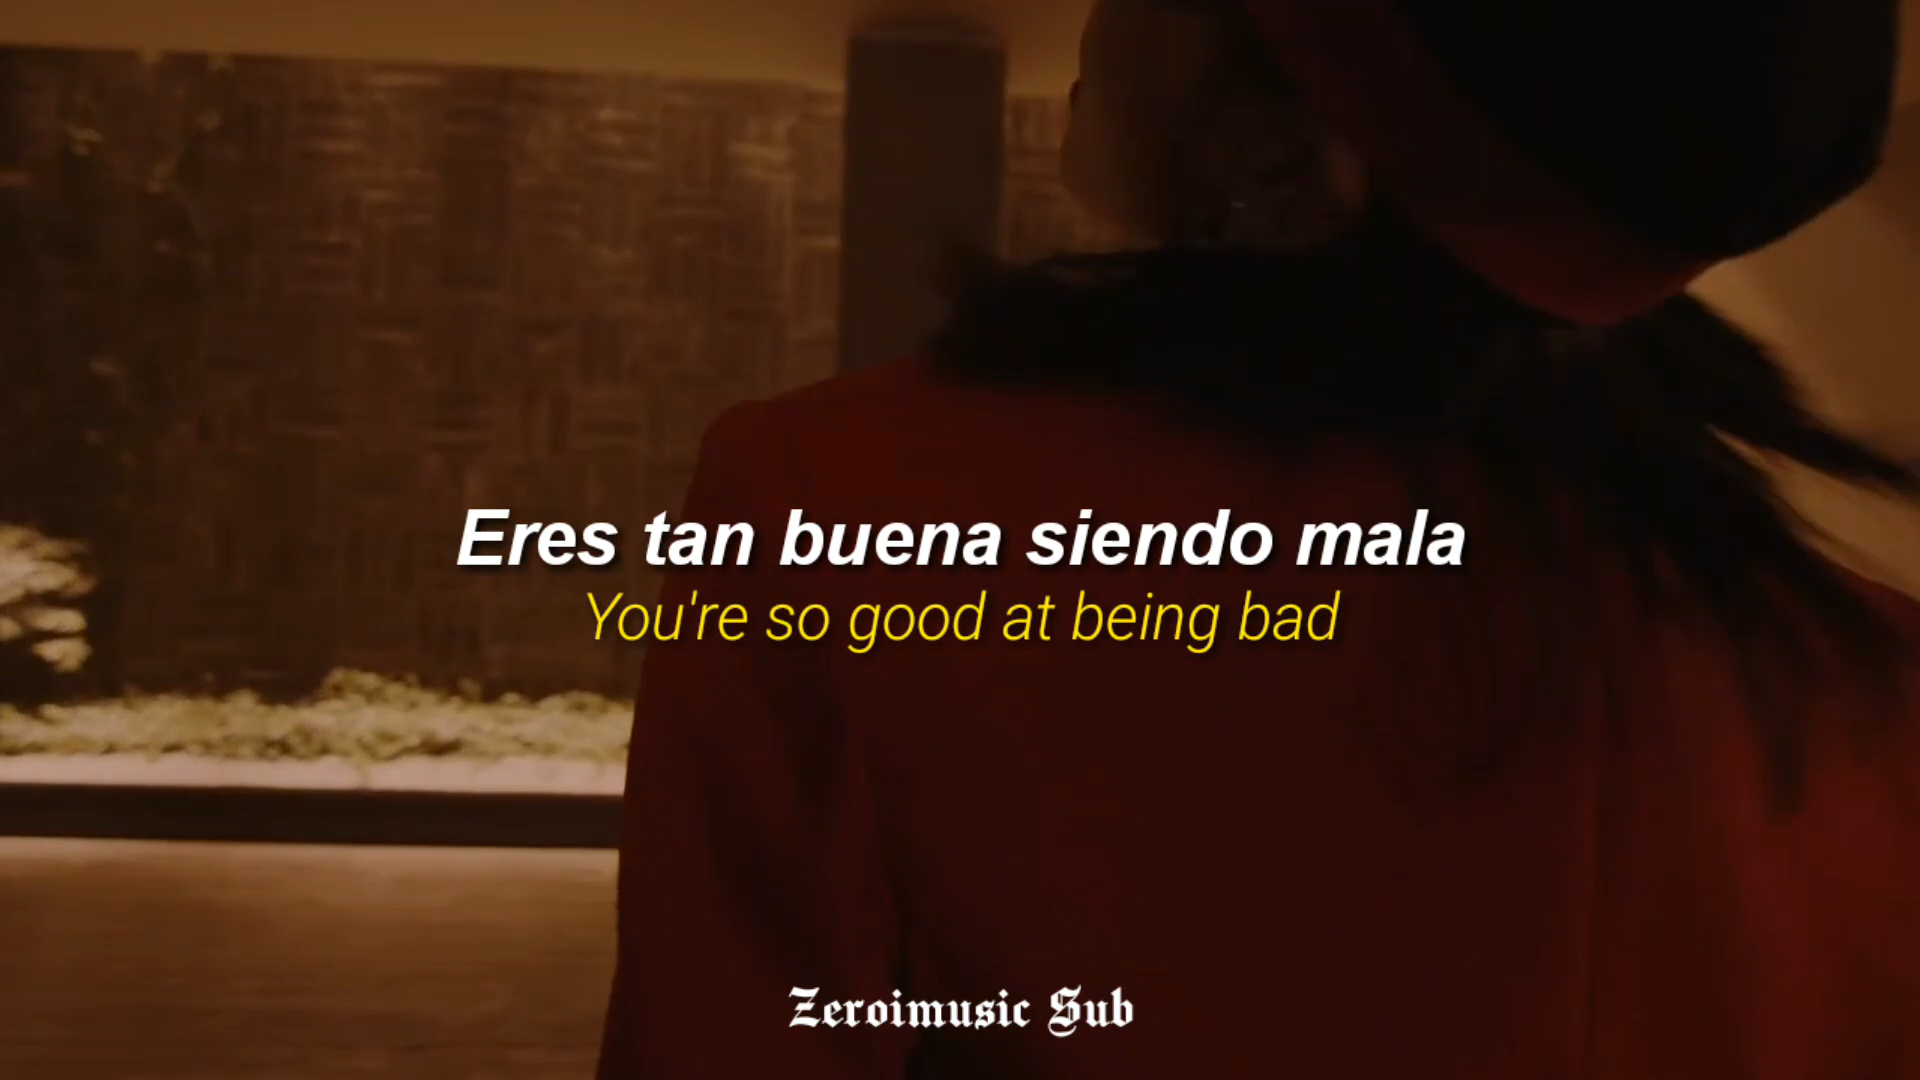 Eres tan buena siendo mala
You're so good at being bad
Zeroimusic Sub